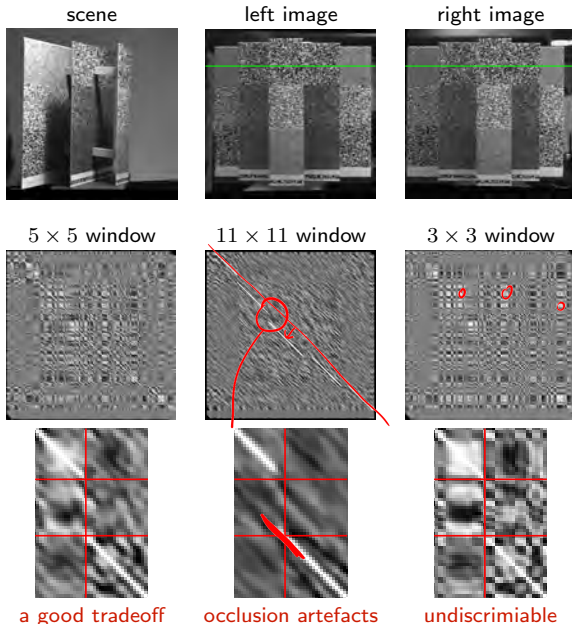 scene left image right image
5 × 5 window 11 × 11 window 3 × 3 window
a good tradeoff occlusion artefacts undiscrimiable